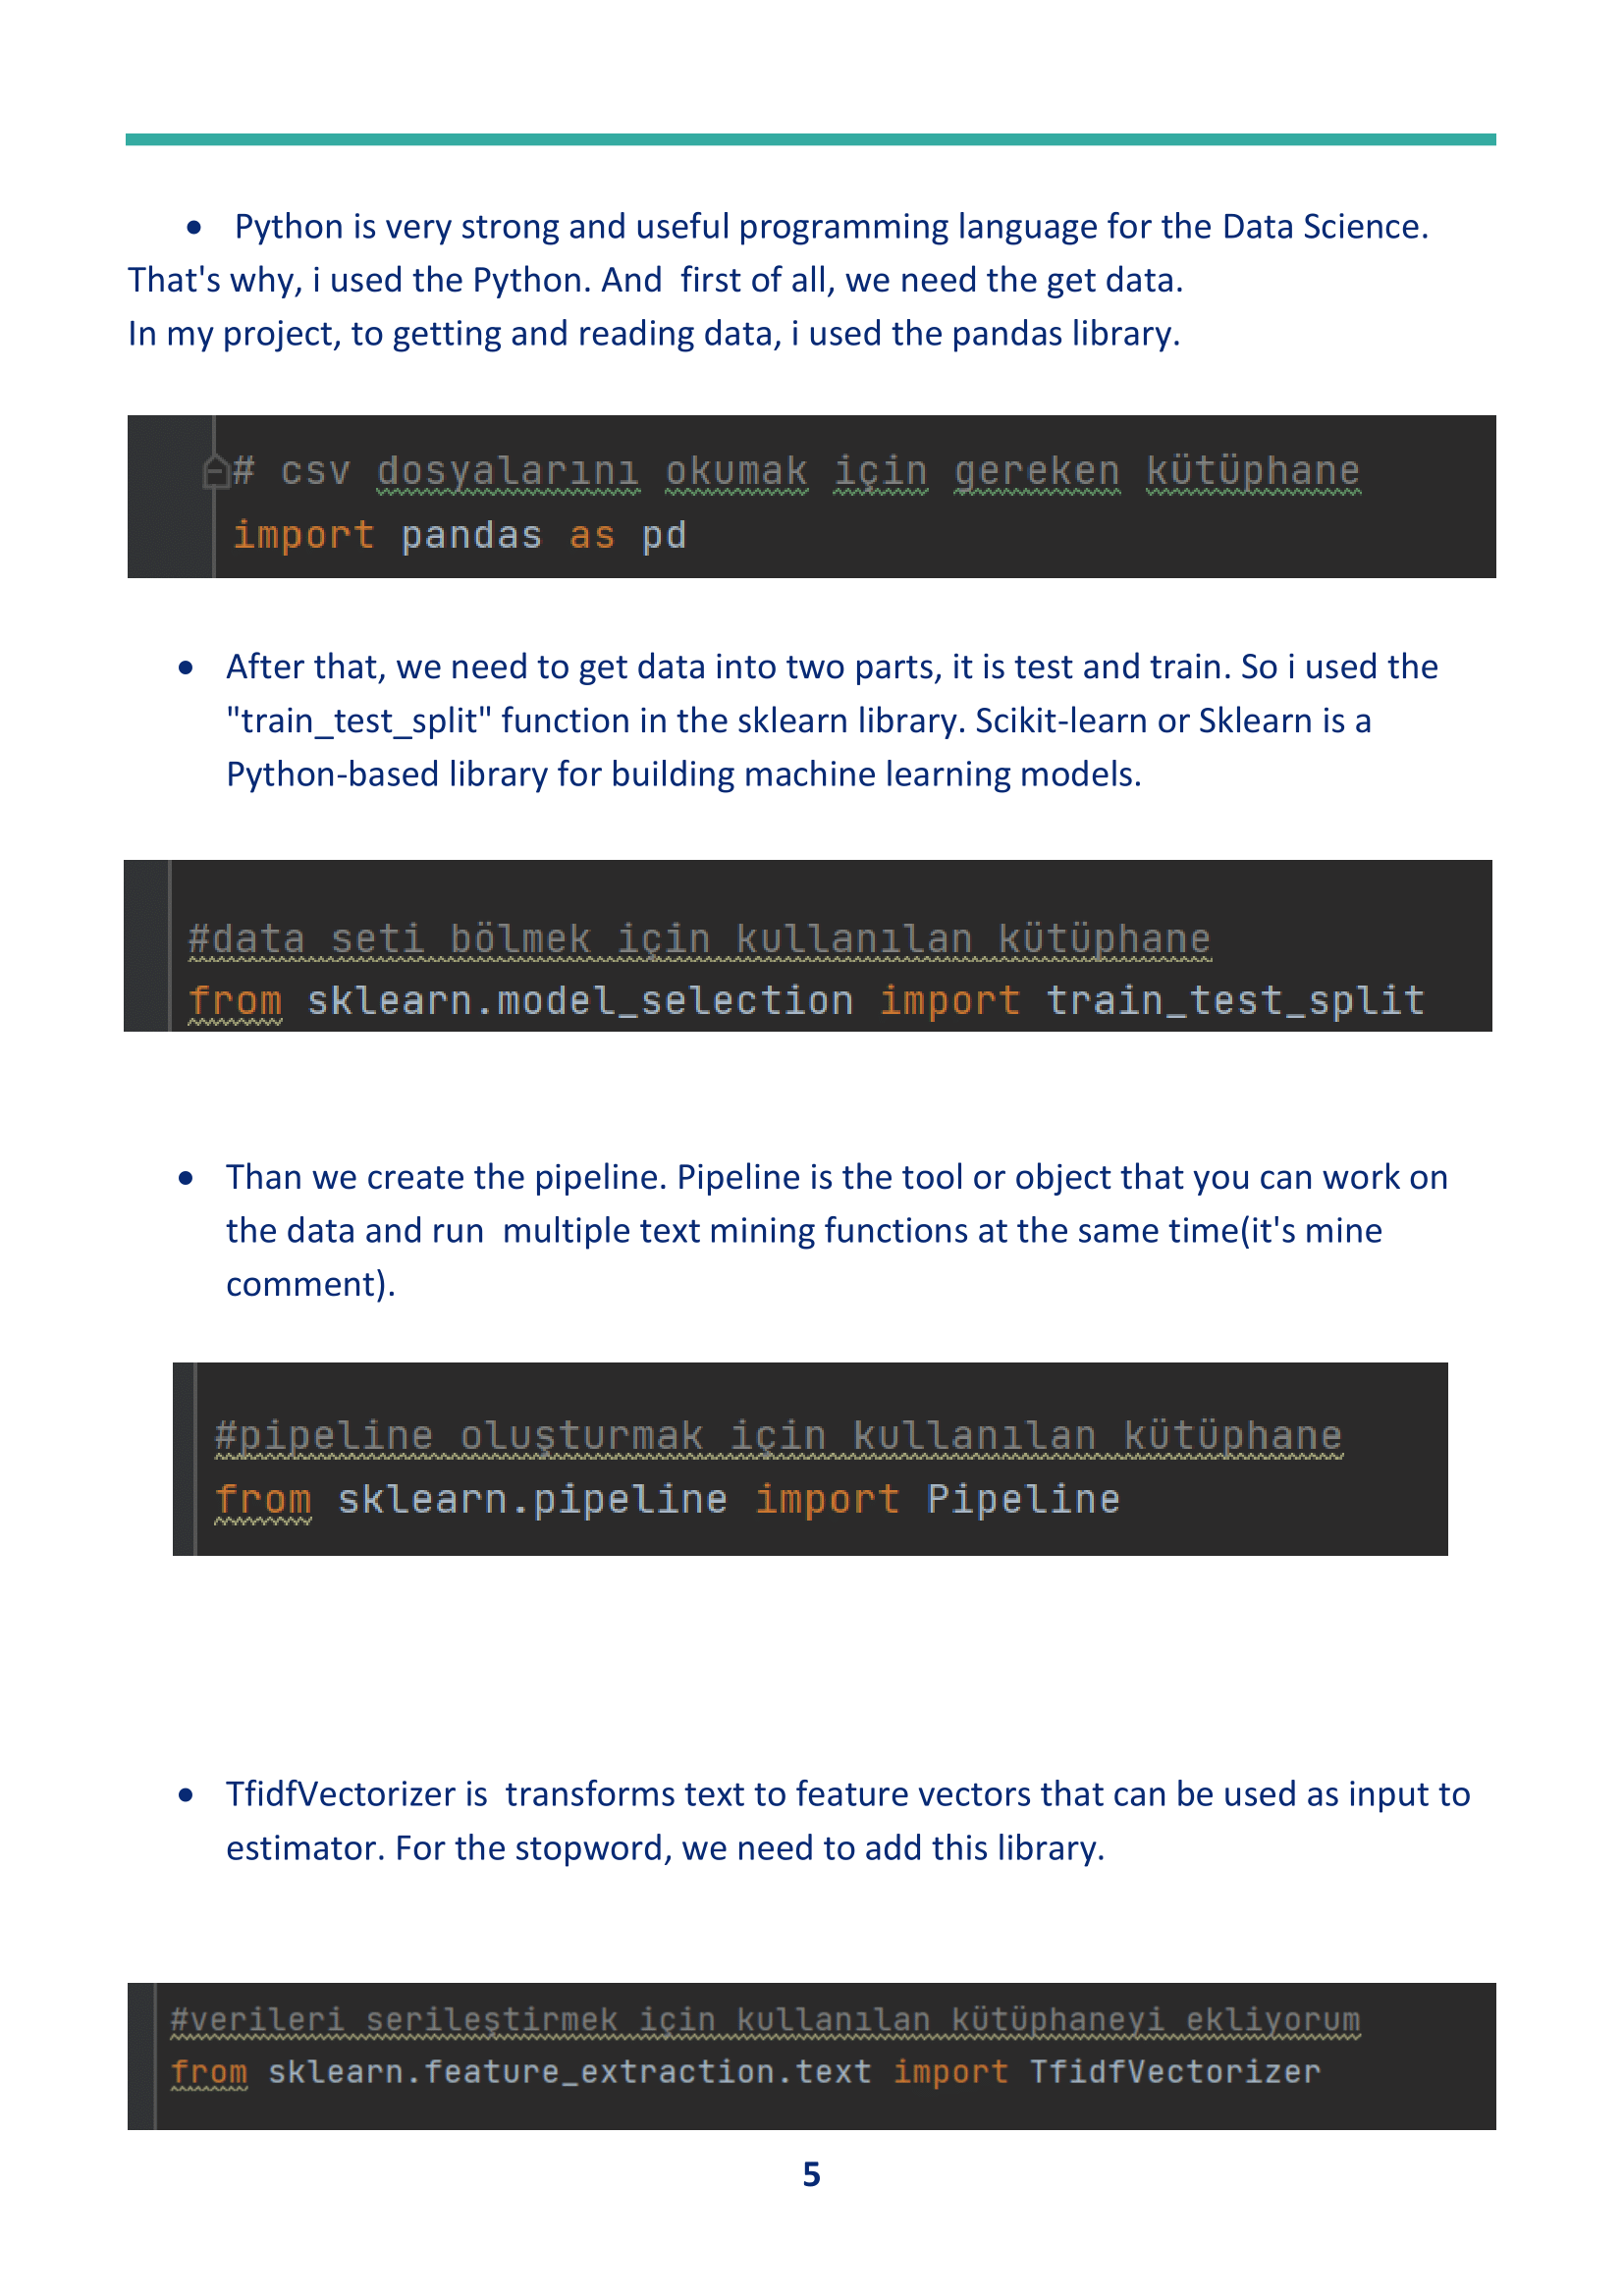 • Python is very strong and useful programming language for the Data Science.
That's why, i used the Python. And  first of all, we need the get data.
In my project, to getting and reading data, i used the pandas library.
# csv dosyalarını okumak için gereken kütüphane
import pandas as pd
• After that, we need to get data into two parts, it is test and train. So i used the
"train_test_split" function in the sklearn library. Scikit-learn or Sklearn is a
Python-based library for building machine learning models.
#data seti bölmek için kullanılan kütüphane
from sklearn.model_selection import train_test_split
• Than we create the pipeline. Pipeline is the tool or object that you can work on
the data and run  multiple text mining functions at the same time(it's mine
comment).
#pipeline oluşturmak için kullanılan kütüphane
from sklearn.pipeline import Pipeline
• TfidfVectorizer is  transforms text to feature vectors that can be used as input to
estimator. For the stopword, we need to add this library.
#verileri serileştirmek için kullanılan kütüphaneyi ekliyorum
from sklearn.feature_extraction.text import TfidfVectorizer
5